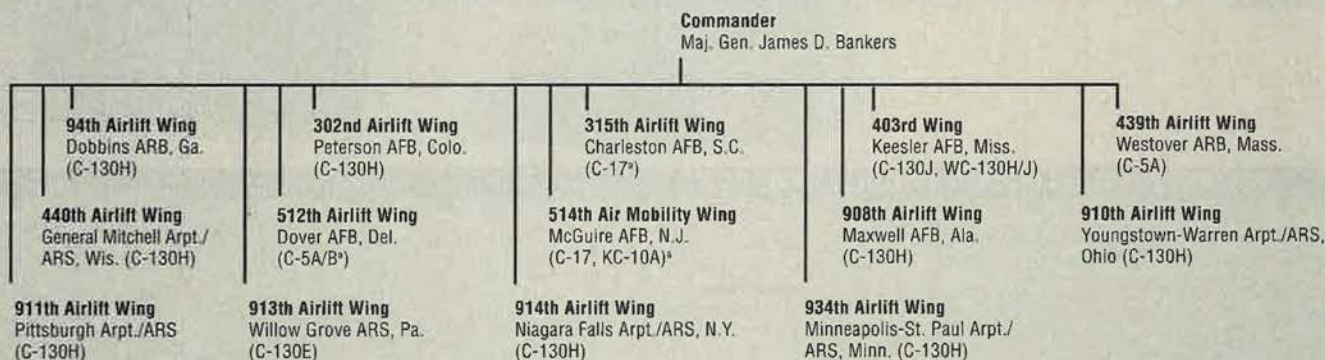 Commander
Maj. Gen. James D. Bankers
94th Airlift Wing
Dobbins ARB, Ga.
(C-130H)
302nd Airlift Wing
Peterson AFB, Colo.
(C-130H)
315th Airlift Wing
Charleston AFB, S.C.
(C-17ª)
403rd Wing
Keesler AFB, Miss.
(C-130J, WC-130H/J)
439th Airlift Wing
Westover ARB, Mass.
(C-5A)
440th Airlift Wing
General Mitchell Arpt./
ARS, Wis. (C-130H)
512th Airlift Wing
Dover AFB, Del.
(C-5A/Bª)
514th Air Mobility Wing
McGuire AFB, N.J.
(C-17, KC-10A)ª
908th Airlift Wing
Maxwell AFB, Ala.
(C-130H)
910th Airlift Wing
Youngstown-Warren Arpt./ARS,
Ohio (C-130H)
911th Airlift Wing
Pittsburgh Arpt./ARS
(C-130H)
913th Airlift Wing
Willow Grove ARS, Pa.
(C-130E)
914th Airlift Wing
Niagara Falls Arpt./ARS, N.Y.
(C-130H)
934th Airlift Wing
Minneapolis-St. Paul Arpt./
ARS, Minn. (C-130H)